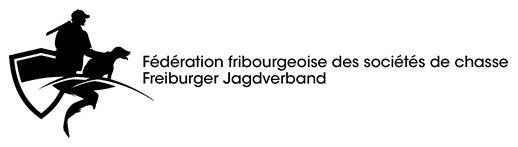 Fédération fribourgeoise des sociétés de chasse
Freiburger Jagdverband